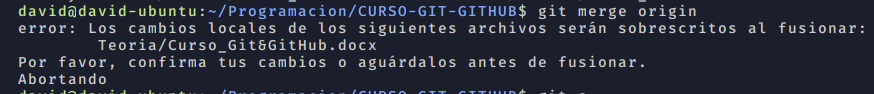 david@david-ubuntu:~/Programacion/CURSO-GIT-GITHUB$ git merge origin
error: Los cambios locales de los siguientes archivos serán sobrescritos al fusionar:
        Teoria/Curso_Git&GitHub.docx
Por favor, confirma tus cambios o aguárdalos antes de fusionar.
Abortando